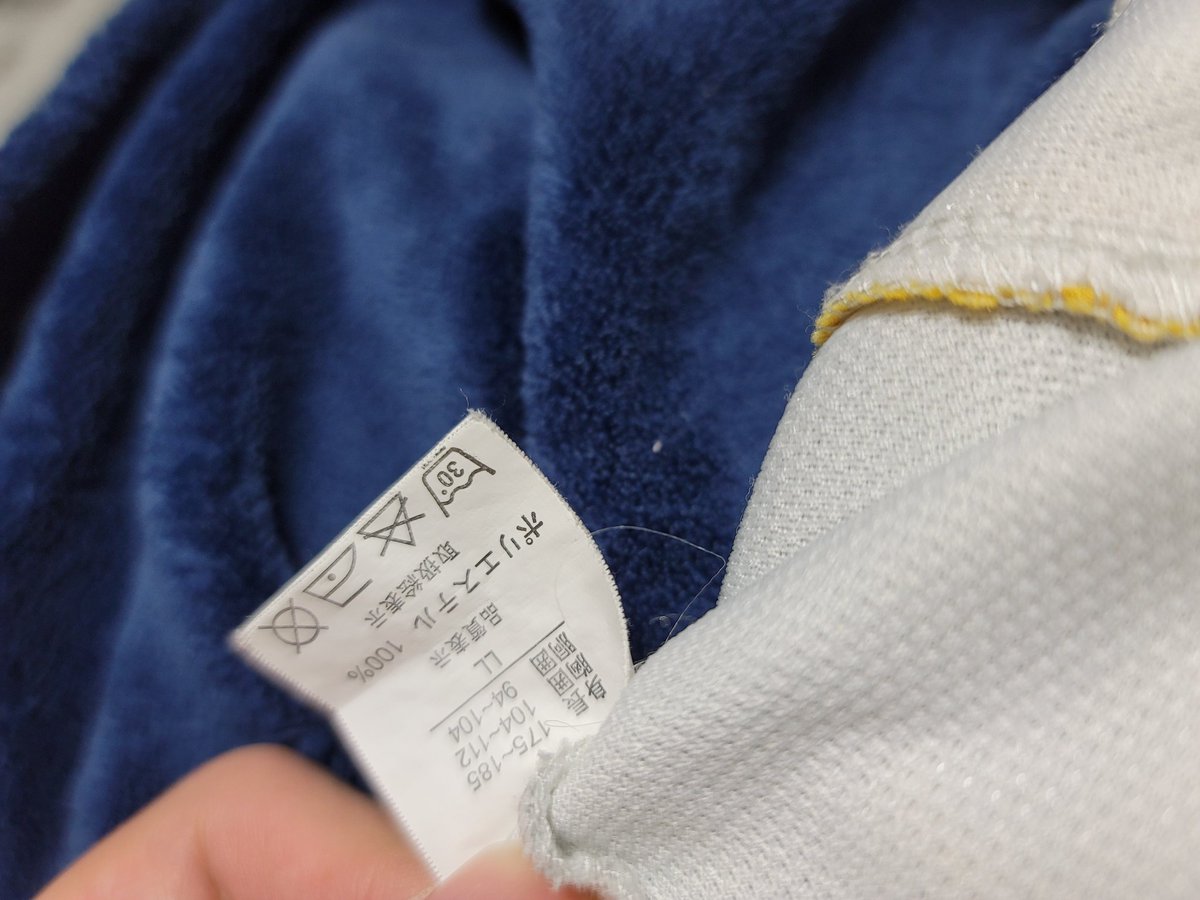 身長 175~185
胸囲 104~112
胴囲 94~104
LL
品質表示
ポリエステル 100%
取扱絵表示
30°